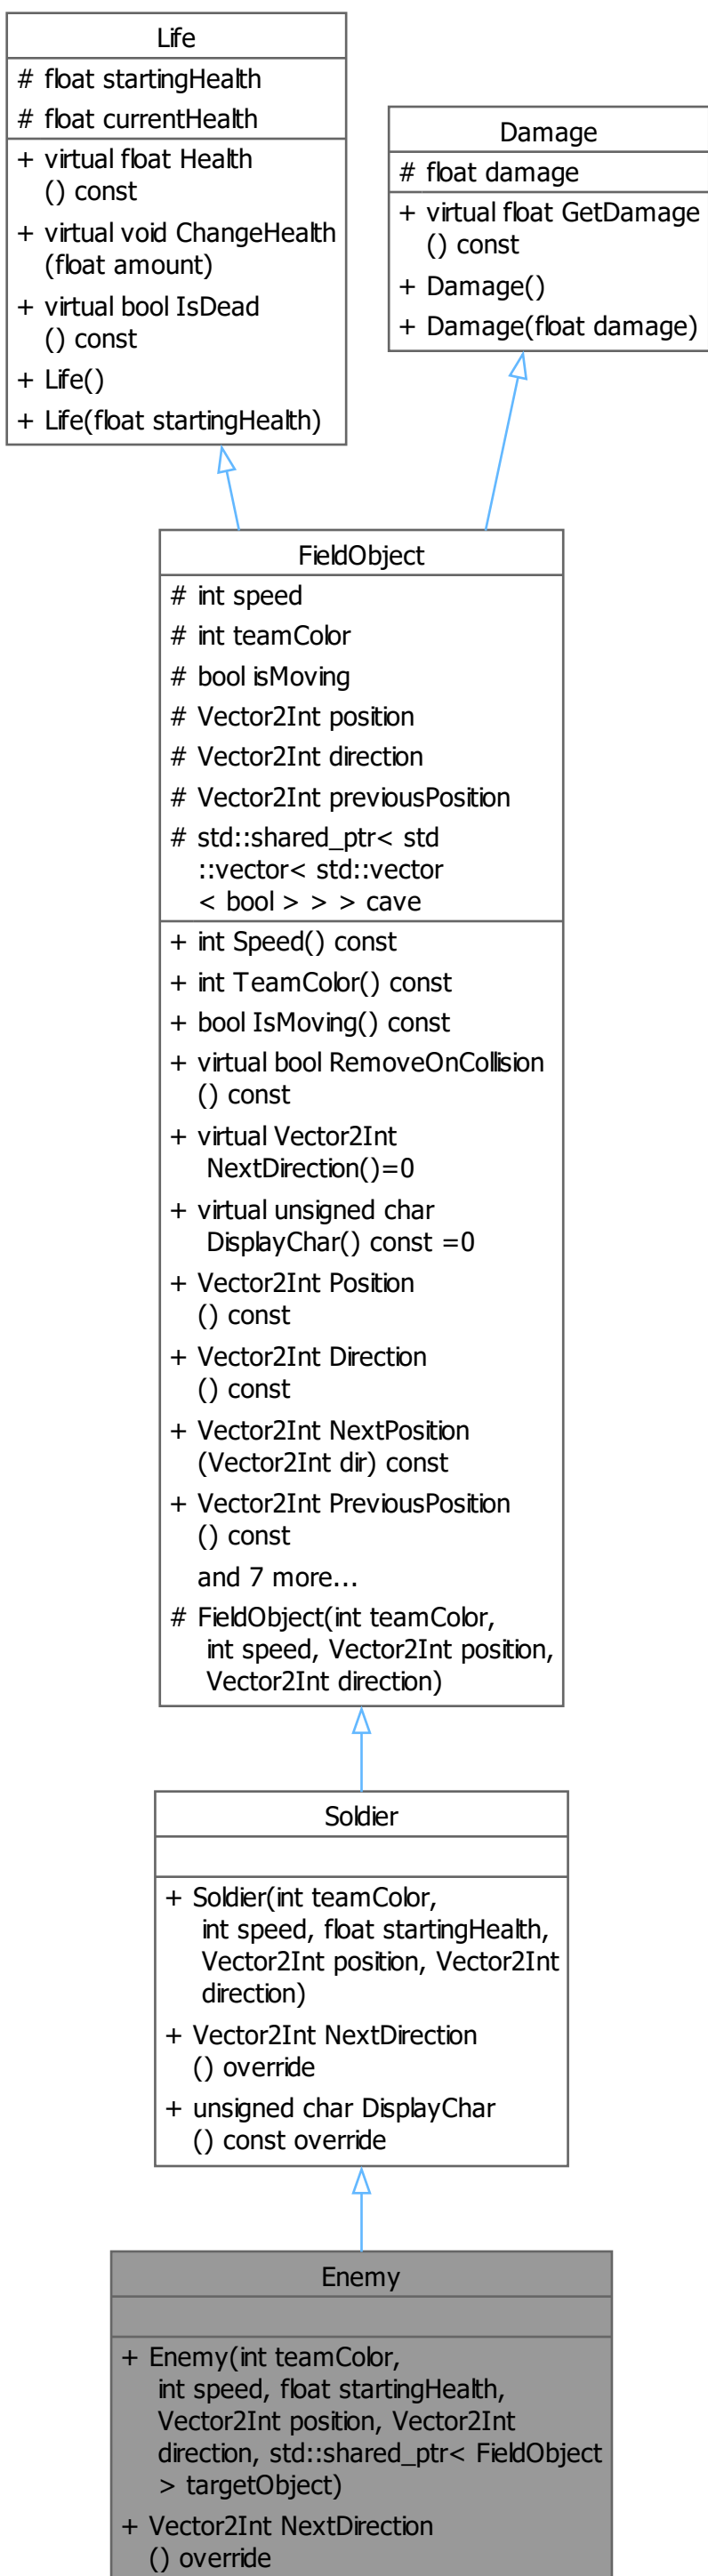 Life
# float startingHealth
# float currentHealth
+ virtual float Health
() const
+ virtual void ChangeHealth
(float amount)
+ virtual bool IsDead
() const
+ Life()
+ Life(float startingHealth)
Damage
# float damage
+ virtual float GetDamage
() const
+ Damage()
+ Damage(float damage)
FieldObject
# int speed
# int teamColor
# bool isMoving
# Vector2Int position
# Vector2Int direction
# Vector2Int previousPosition
# std::shared_ptr< std
::vector< std::vector
< bool > > > cave
+ int Speed() const
+ int TeamColor() const
+ bool IsMoving() const
+ virtual bool RemoveOnCollision
() const
+ virtual Vector2Int
NextDirection()=0
+ virtual unsigned char
DisplayChar() const =0
+ Vector2Int Position
() const
+ Vector2Int Direction
() const
+ Vector2Int NextPosition
(Vector2Int dir) const
+ Vector2Int PreviousPosition
() const
and 7 more...
# FieldObject(int teamColor,
int speed, Vector2Int position,
Vector2Int direction)
Soldier
+ Soldier(int teamColor,
int speed, float startingHealth,
Vector2Int position, Vector2Int
direction)
+ Vector2Int NextDirection
() override
+ unsigned char DisplayChar
() const override
Enemy
+ Enemy(int teamColor,
int speed, float startingHealth,
Vector2Int position, Vector2Int
direction, std::shared_ptr< FieldObject
> targetObject)
+ Vector2Int NextDirection
() override